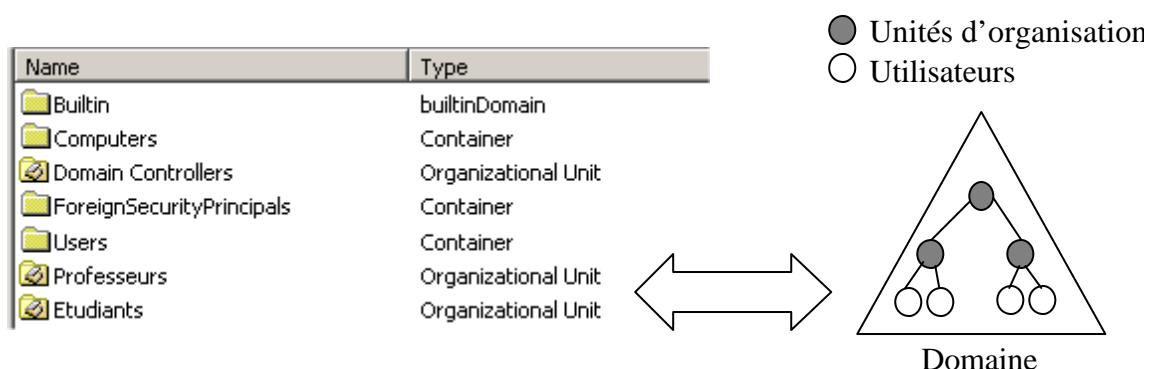 Unités d'organisation
Utilisateurs
Name Type
Builtin builtinDomain
Computers Container
Domain Controllers Organizational Unit
ForeignSecurityPrincipals Container
Users Container
Professeurs Organizational Unit
Etudiants Organizational Unit
Domaine